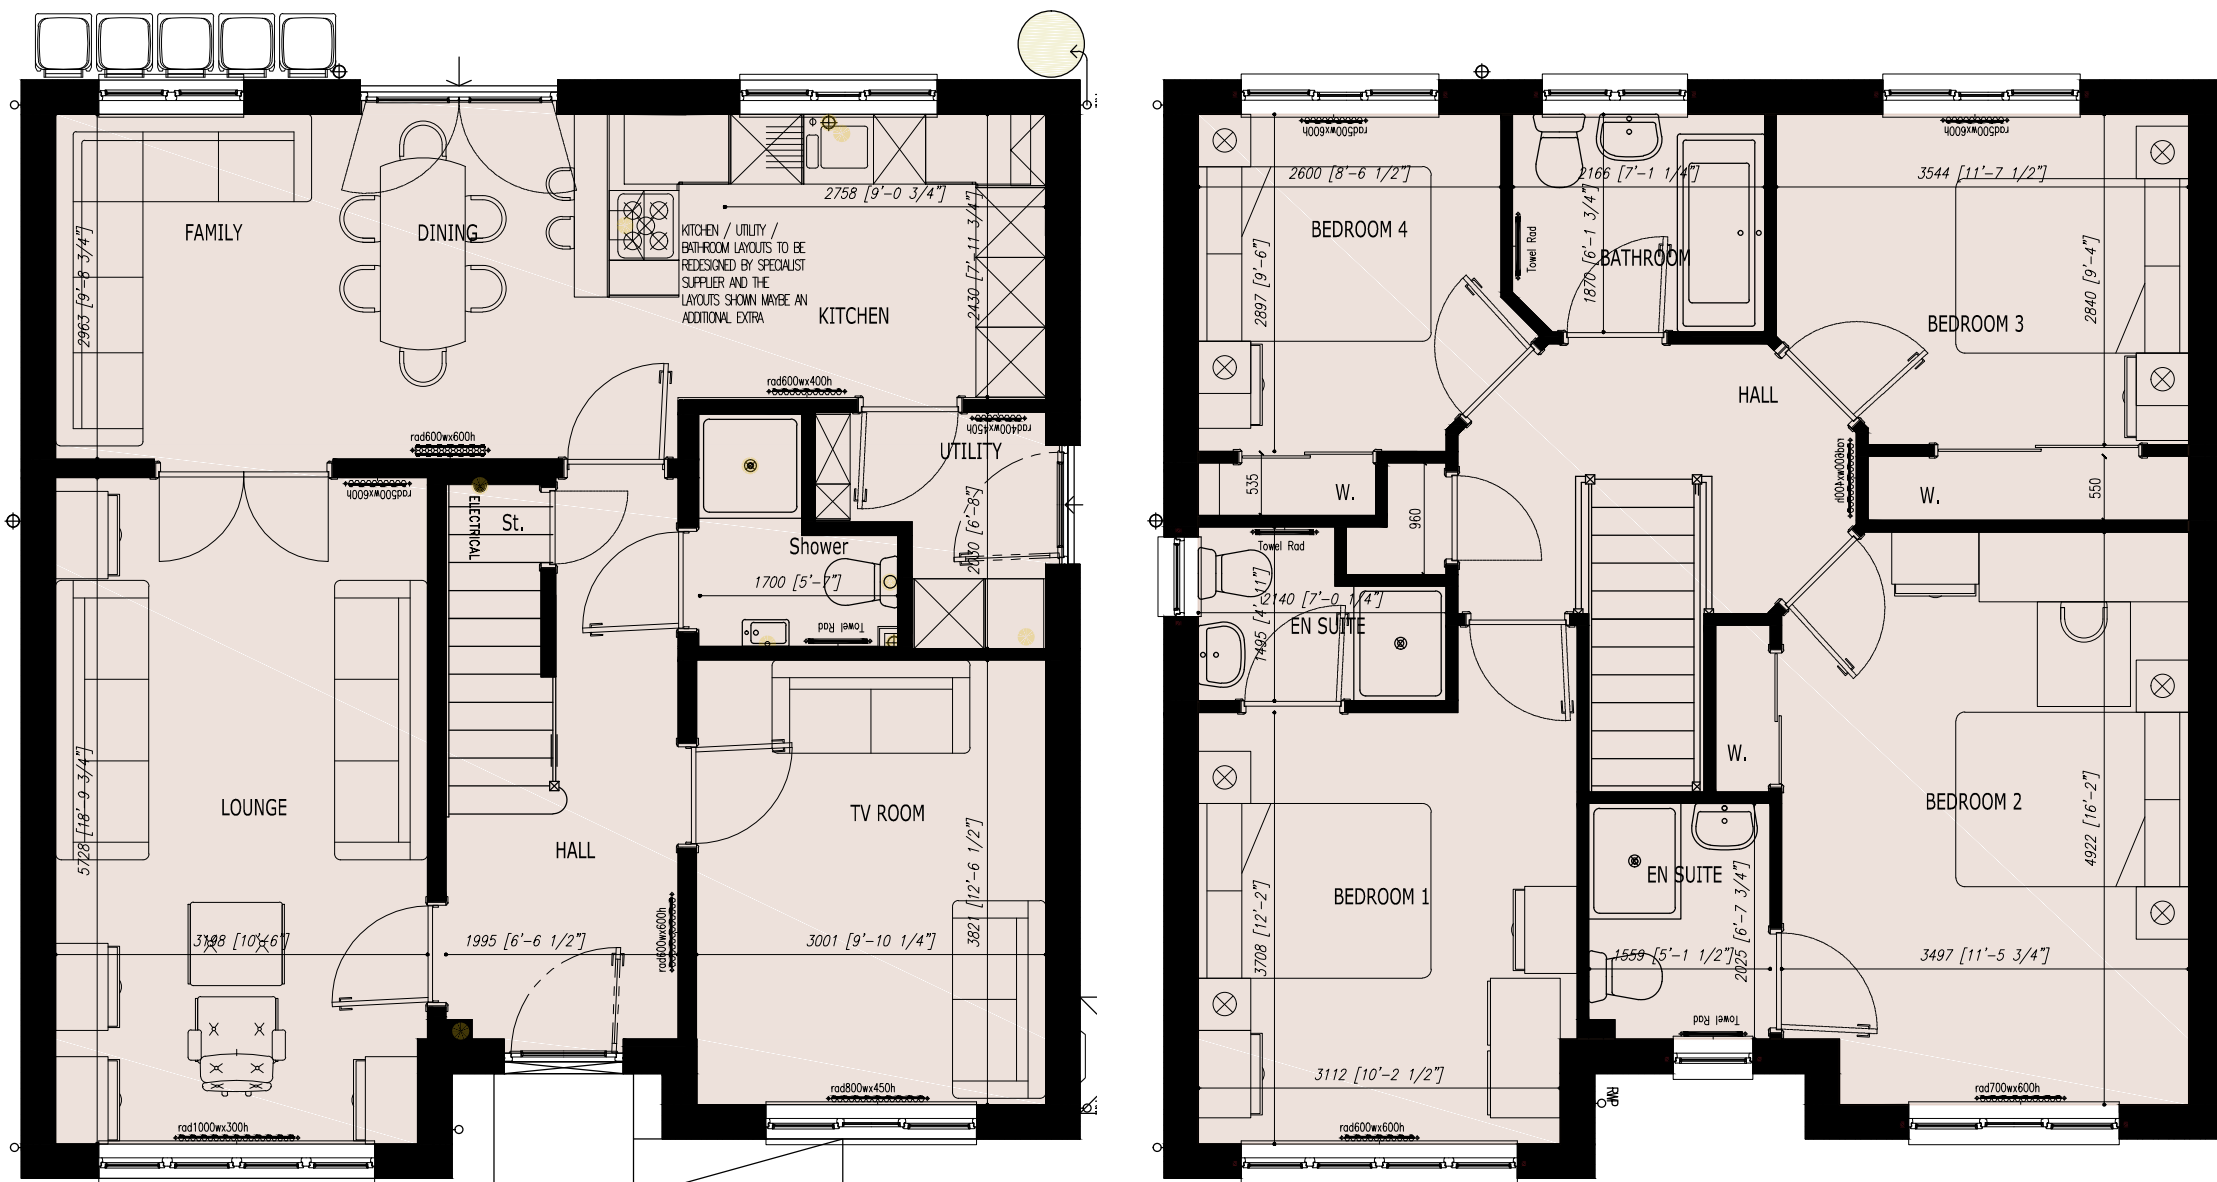 FAMILY
DINING
2963 [9'-8 3/4"]
2758 [9'-0 3/4"]
2430 [7'-11 3/4"]
KITCHEN / UTILITY /
BATHROOM LAYOUTS TO BE
REDESIGNED BY SPECIALIST
SUPPLIER AND THE
LAYOUTS SHOWN MAYBE AN
ADDITIONAL EXTRA
KITCHEN
rad600wx400h
rad600wx600h
rad500wx600h
rad400wx450h
UTILITY
2030 [6'-8"]
ELECTRICAL
St.
Shower
1700 [5'-7"]
Towel Rad
LOUNGE
5728 [18'-9 3/4"]
3198 [10'-6"]
HALL
1995 [6'-6 1/2"]
rad600wx600h
TV ROOM
3821 [12'-6 1/2"]
3001 [9'-10 1/4"]
rad1000wx300h
rad800wx450h
rad500wx600h
2600 [8'-6 1/2"]
BEDROOM 4
2897 [9'-6"]
2166 [7'-1 1/4"]
1870 [6'-1 3/4"]
Towel Rad
BATHROOM
rad500wx600h
3544 [11'-7 1/2"]
2840 [9'-4"]
BEDROOM 3
HALL
rad600wx400h
535
W.
960
W.
550
Towel Rad
2140 [7'-0 1/4"]
1495 [4'-11"]
EN SUITE
W.
BEDROOM 2
4922 [16'-2"]
3497 [11'-5 3/4"]
BEDROOM 1
3708 [12'-2"]
3112 [10'-2 1/2"]
EN SUITE
1559 [5'-1 1/2"]
2025 [6'-7 3/4"]
Towel Rad
rad600wx600h
RWP
rad700wx600h